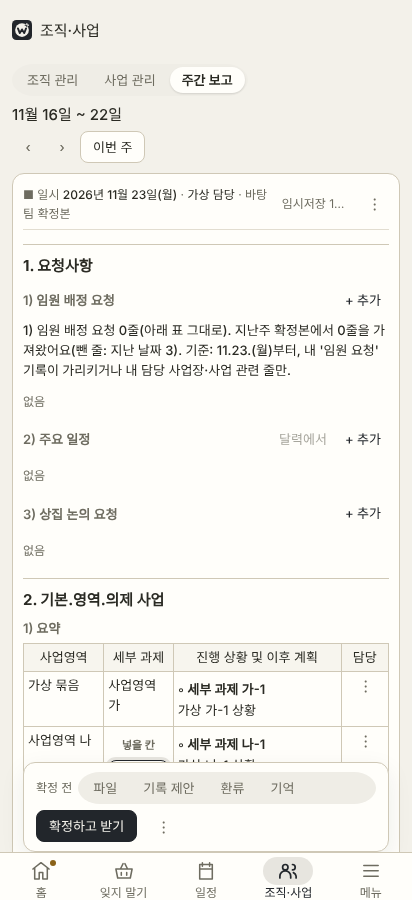 조직·사업
조직 관리 사업 관리 주간 보고
11월 16일 ~ 22일
‹ › 이번 주
■ 일시 2026년 11월 23일(월) · 가상 담당 · 바탕
팀 확정본
임시저장 1...
1. 요청사항
1) 임원 배정 요청 + 추가
1) 임원 배정 요청 0줄(아래 표 그대로). 지난주 확정본에서 0줄을 가
져왔어요(뺀 줄: 지난 날짜 3). 기준: 11.23.(월)부터, 내 '임원 요청'
기록이 가리키거나 내 담당 사업장·사업 관련 줄만.
없음
2) 주요 일정 달력에서 + 추가
없음
3) 상집 논의 요청 + 추가
없음
2. 기본.영역.의제 사업
1) 요약
사업영역 세부 과제 진행 상황 및 이후 계획 담당
가상 묶음 사업영역
가
∘ 세부 과제 가-1
가상 가-1 상황
사업영역 나 넣을 칸 ∘ 세부 과제 나-1
확정 전 파일 기록 제안 환류 기억
확정하고 받기
홈 잊지 말기 일정 조직·사업 메뉴